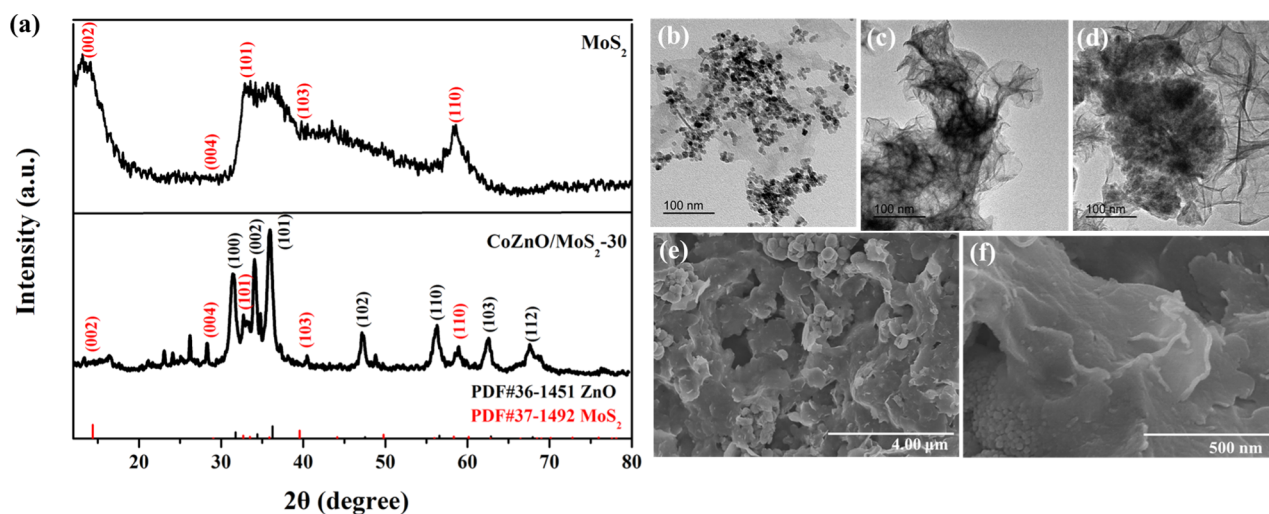 (a)
MoS₂
(002)
(004)
(101)
(103)
(110)
CoZnO/MoS₂-30
(002)
(004)
(100)
(101)
(002)
(101)
(103)
(102)
(110)
(110)
(103)
(112)
PDF#36-1451 ZnO
PDF#37-1492 MoS₂
Intensity (a.u.)
20 30 40 50 60 70 80
2θ (degree)
(b)
100 nm
(c)
100 nm
(d)
100 nm
(e)
4.00 μm
(f)
500 nm